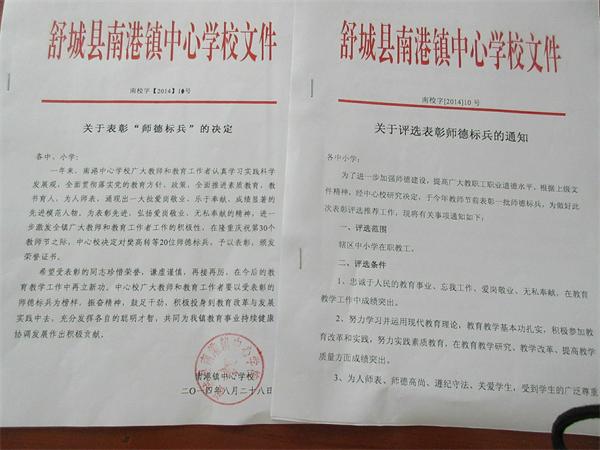 舒城县南港镇中心学校文件
南校字【2014】10号
关于表彰“师德标兵”的决定
各中、小学:
一年来,南港中心学校广大教师和教育工作者认真学习实践科学
发展观,全面贯彻落实党的教育方针、政策,全面推进素质教育,教
书育人,为人师表,涌现出一大批爱岗敬业、乐于奉献、成绩显著的
先进模范人物。为表彰先进,弘扬爱岗敬业、无私奉献的精神,进一
步激发全镇广大教师和教育工作者工作的积极性,在隆重庆祝第30个
教师节之际,中心校决定对樊高转等20位师德标兵,予以表彰,颁发
荣誉证书。
希望受表彰的同志珍惜荣誉,谦虚谨慎,再接再历,在今后的教
育教学工作中再立新功。中心校广大教师和教育工作者要以受表彰的
师德标兵为榜样,振奋精神,鼓足干劲,积极投身到教育改革与发展
实践中去,充分发挥各自的聪明才智,共同为我镇教育事业持续健康
协调发展作出积极贡献。
南港镇中心学校
二〇一四年八月二十八日
舒城县南港镇中心学校文件
南校字[2014]10号
关于评选表彰师德标兵的通知
各中小学:
为了进一步加强师德建设,提高广大教职工职业道德水平,根据上级文
件精神,经中心校研究决定,于今年教师节前表彰一批师德标兵,为做好此
次表彰评选推荐工作,现将有关事项通知如下:
一、评选范围
辖区中小学在职教工。
二、评选条件
1、忠诚于人民的教育事业、忘我工作、爱岗敬业、无私奉献,在教育
教学工作中成绩突出。
2、努力学习并运用现代教育理论,教育教学基本功扎实,积极参加教
育改革和实践,努力实践素质教育,在教育教学研究、教学改革、提高教学
质量方面成绩突出。
3、为人师表、师德高尚、遵纪守法、关爱学生,受到学生的广泛尊重